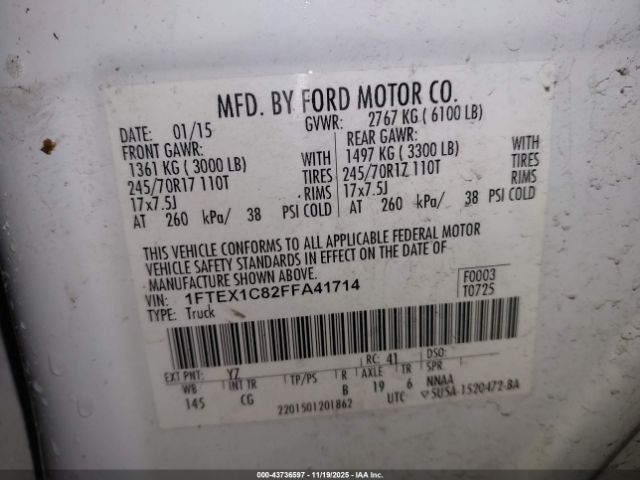 MFD. BY FORD MOTOR CO.
DATE: 01/15 GVWR: 2767 KG ( 6100 LB)
FRONT GAWR: REAR GAWR:
1361 KG ( 3000 LB) WITH 1497 KG ( 3300 LB) WITH
245/70R17 110T TIRES 245/70R17 110T TIRES
17x7.5J RIMS 17x7.5J RIMS
AT 260 kPa/ 38 PSI COLD AT 260 kPa/ 38 PSI COLD
THIS VEHICLE CONFORMS TO ALL APPLICABLE FEDERAL MOTOR
VEHICLE SAFETY STANDARDS IN EFFECT ON THE DATE OF
MANUFACTURE SHOWN ABOVE.
VIN: 1FTEX1C82FFA41714 F0003
TYPE: Truck T0725
EXT PNT: YZ RC: 41 DSO:
WB INT TR TP/PS R AXLE TR SPR
145 CG B 19 6 NNAA
2201501201862 UTC ▽5USA-1520472-BA
000-43736597 - 11/19/2025 - IAA Inc.